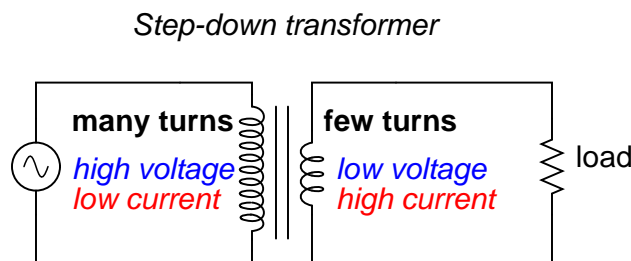 Step-down transformer
many turns
high voltage
low current
few turns
low voltage
high current
load